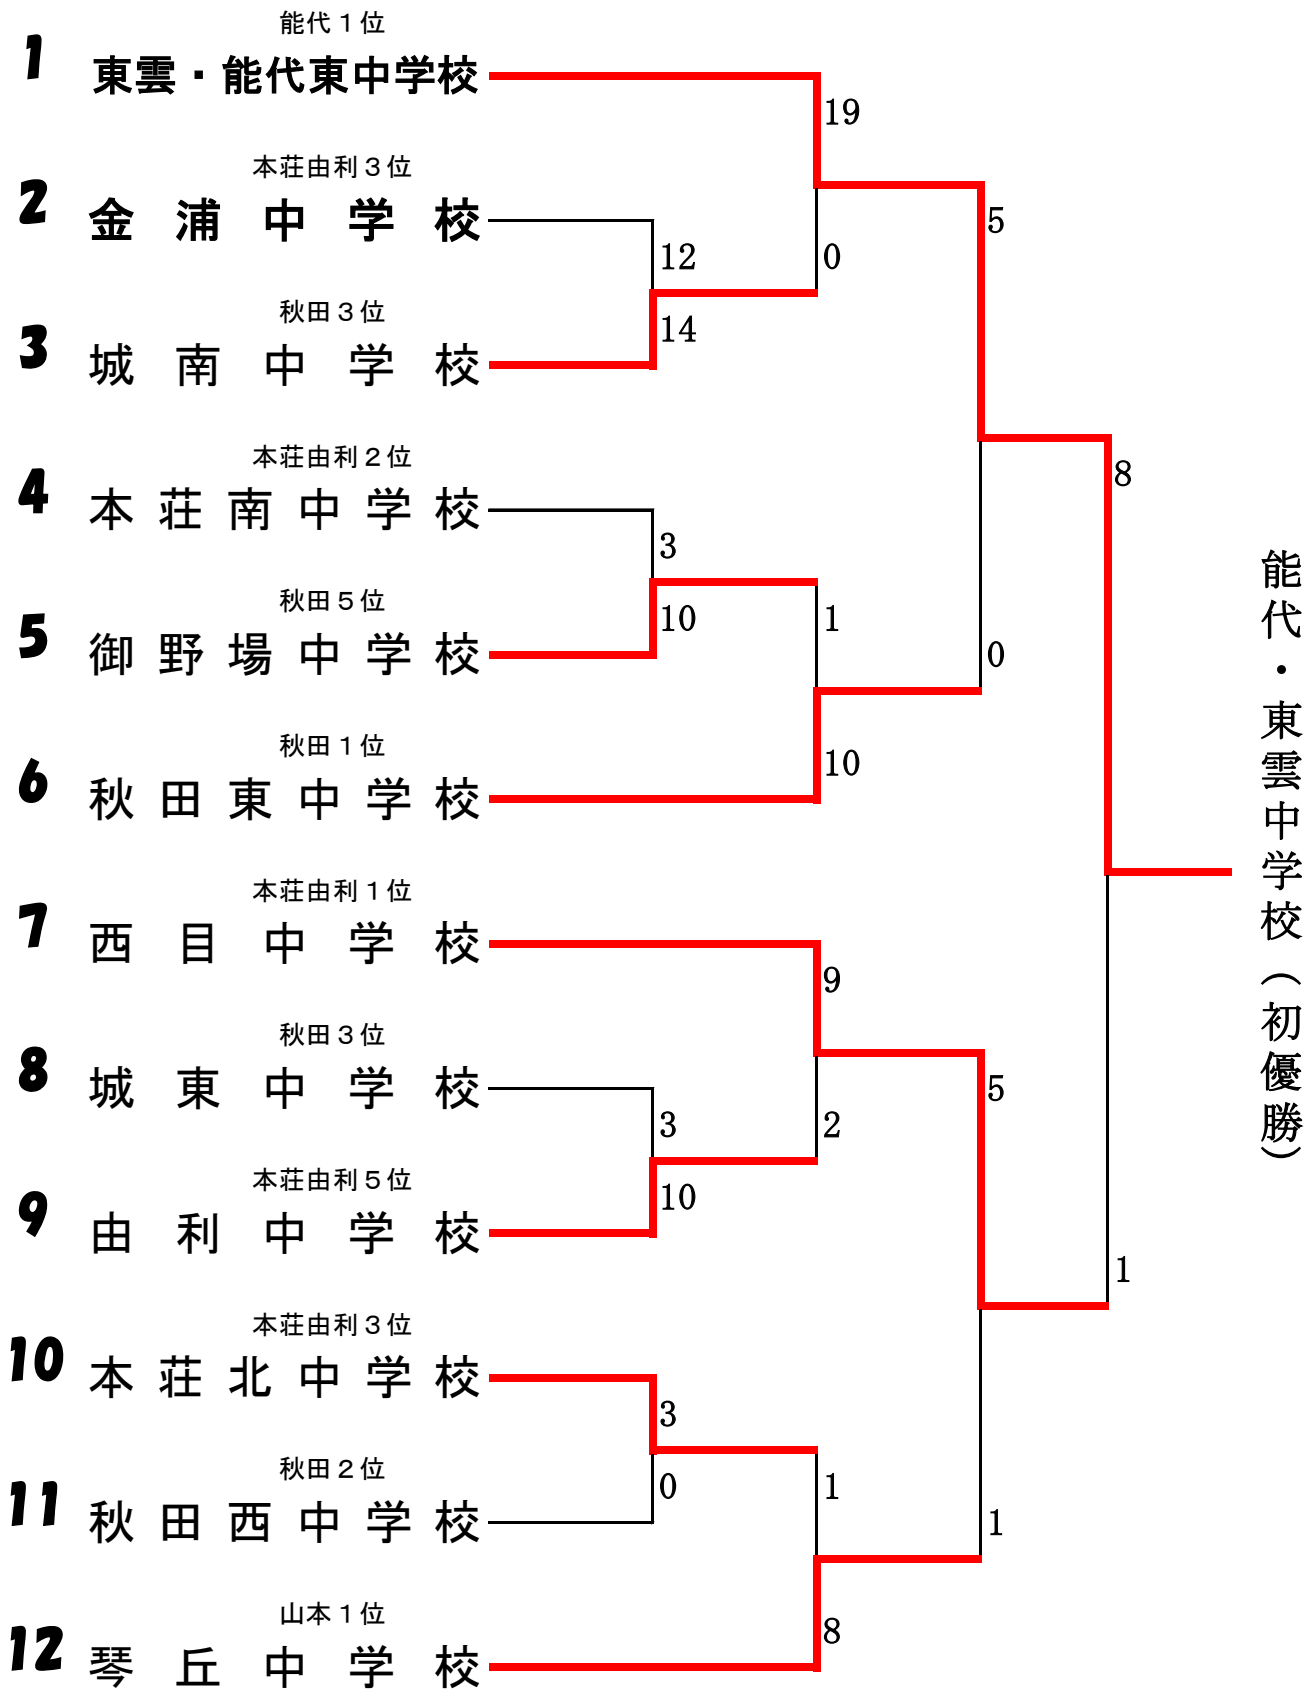 能代１位
1 東雲・能代東中学校
19
本荘由利３位
2 金浦中学校
5
12
0
秋田３位
14
3 城南中学校
本荘由利２位
8
4 本荘南中学校
3
秋田５位
10
1
5 御野場中学校
0
秋田１位
10
6 秋田東中学校
能代・東雲中学校（初優勝）
本荘由利１位
7 西目中学校
9
秋田３位
8 城東中学校
5
3
2
本荘由利５位
10
9 由利中学校
1
本荘由利３位
10 本荘北中学校
3
秋田２位
0
1
11 秋田西中学校
1
山本１位
8
12 琴丘中学校